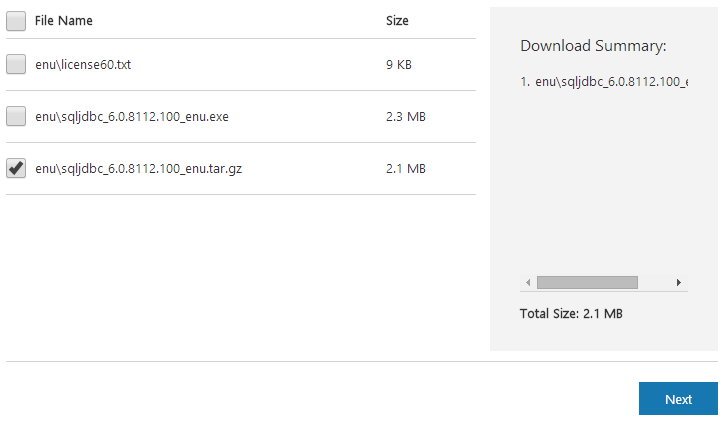 File Name Size
enu\license60.txt 9 KB
enu\sqljdbc_6.0.8112.100_enu.exe 2.3 MB
enu\sqljdbc_6.0.8112.100_enu.tar.gz 2.1 MB
Download Summary:
1. enu\sqljdbc_6.0.8112.100_e
Total Size: 2.1 MB
Next